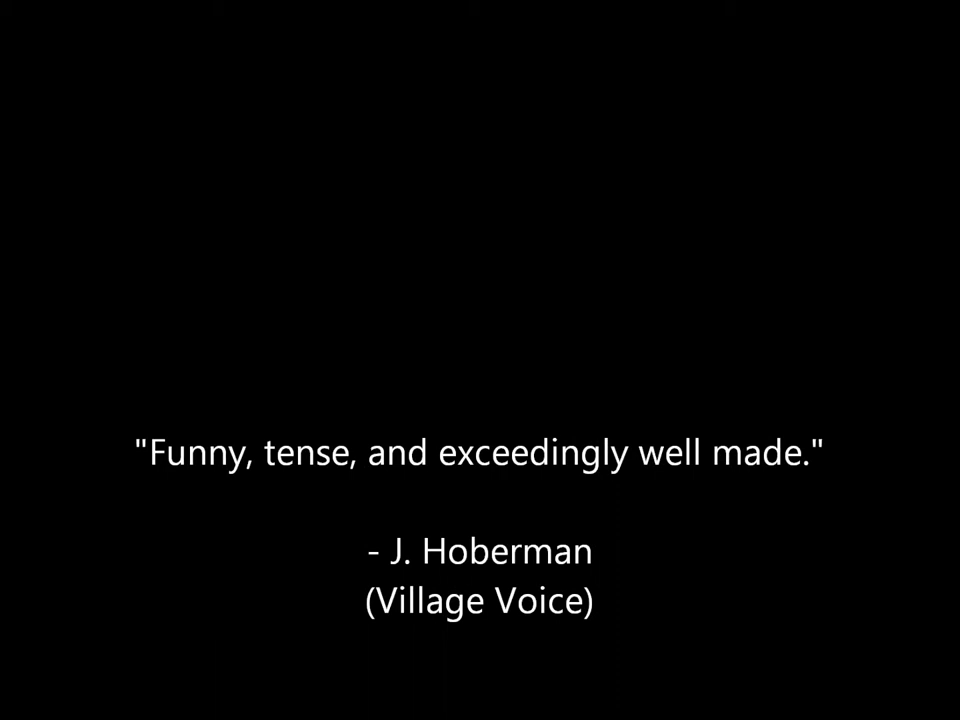 "Funny, tense, and exceedingly well made."
- J. Hoberman
(Village Voice)